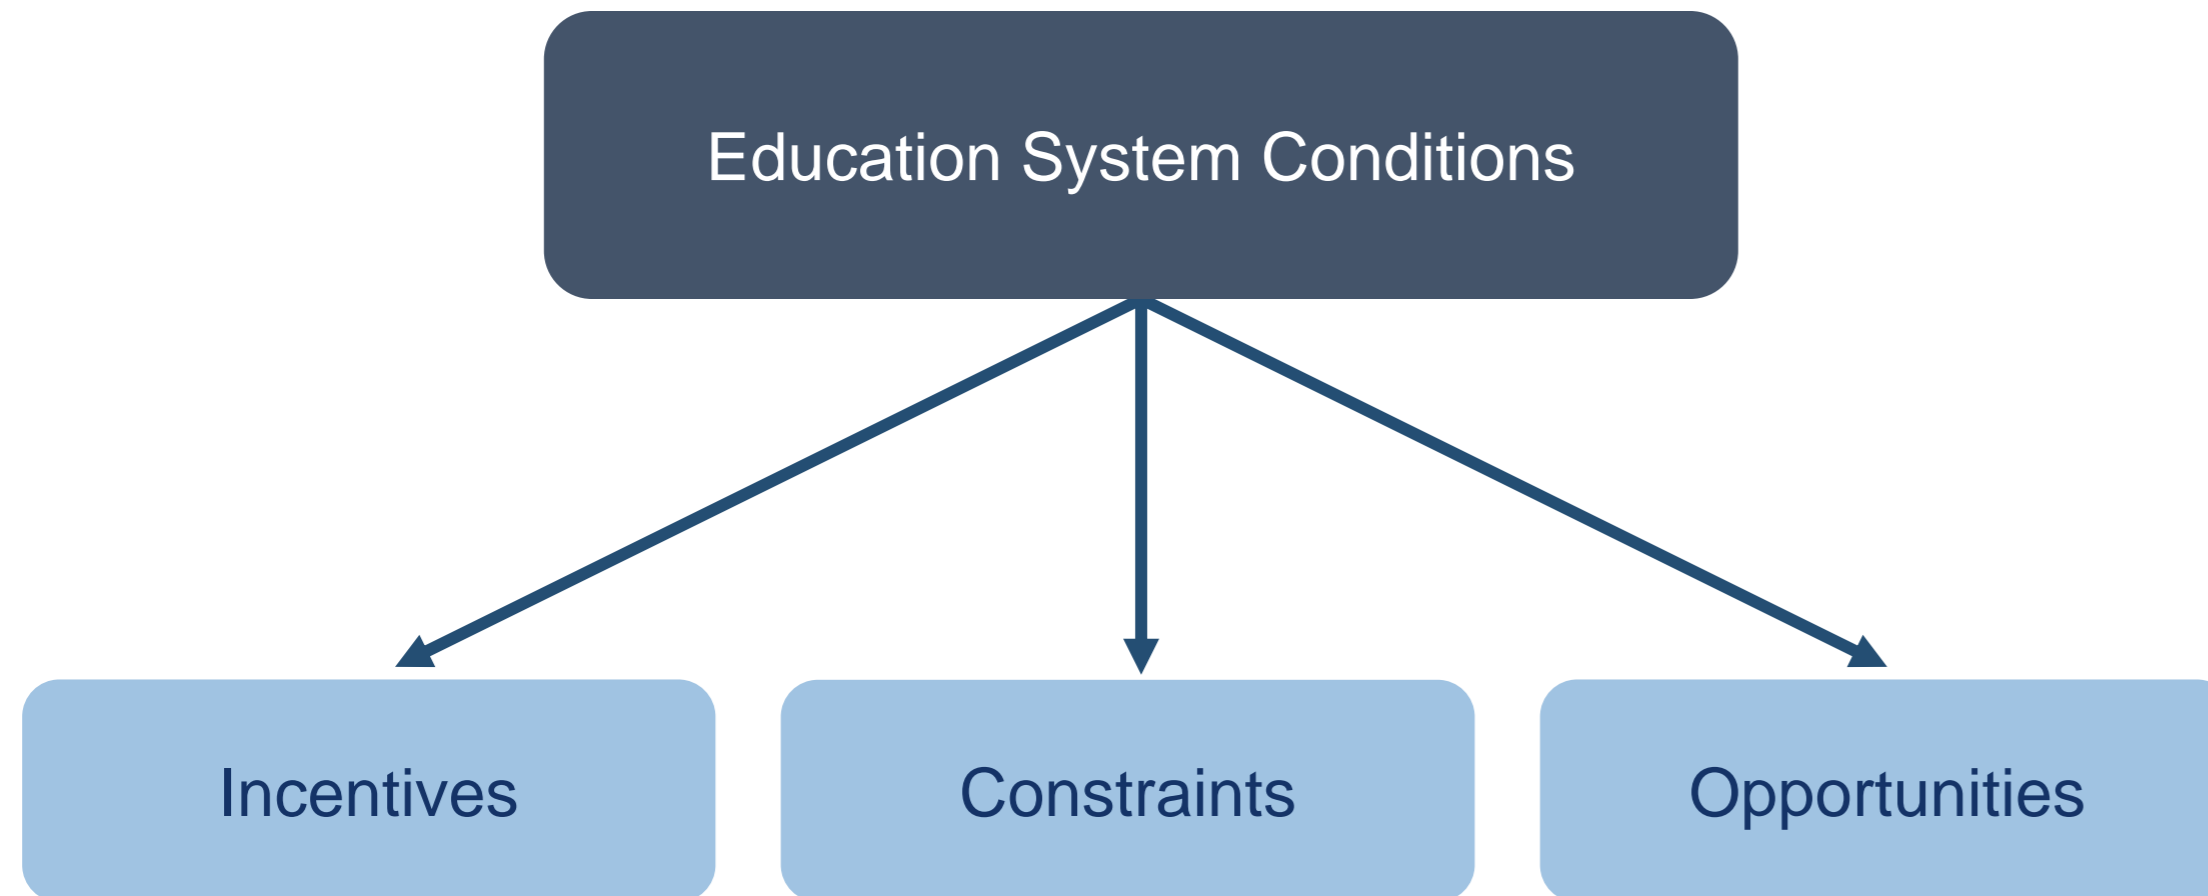 Education System Conditions
Incentives
Constraints
Opportunities